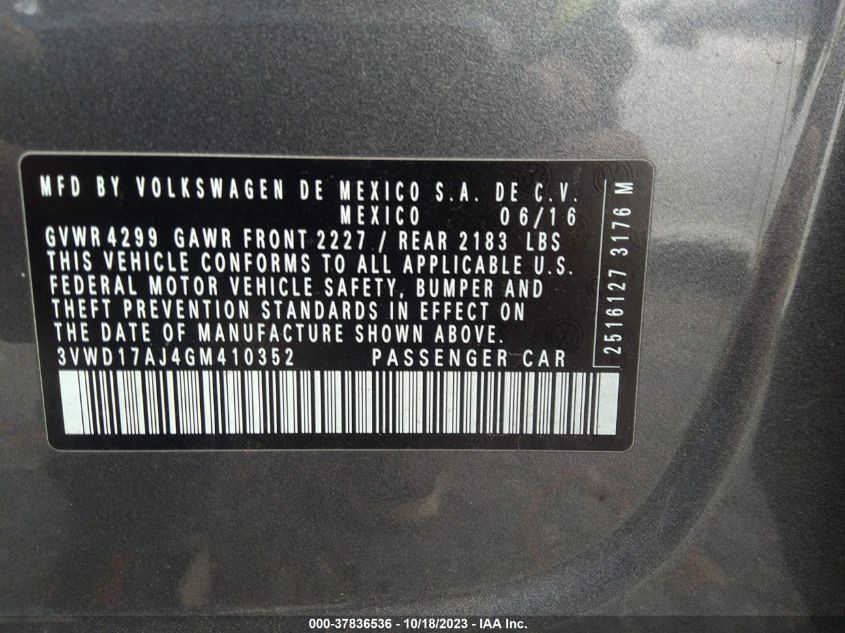 MFD BY VOLKSWAGEN DE MEXICO S.A. DE C.V.
MEXICO 06/16
GVWR 4299 GAWR FRONT 2227 / REAR 2183 LBS
THIS VEHICLE CONFORMS TO ALL APPLICABLE U.S.
FEDERAL MOTOR VEHICLE SAFETY, BUMPER AND
THEFT PREVENTION STANDARDS IN EFFECT ON
THE DATE OF MANUFACTURE SHOWN ABOVE.
3VWD17AJ4GM410352 PASSENGER CAR
2516127 3176 M
000-37836536 - 10/18/2023 - IAA Inc.